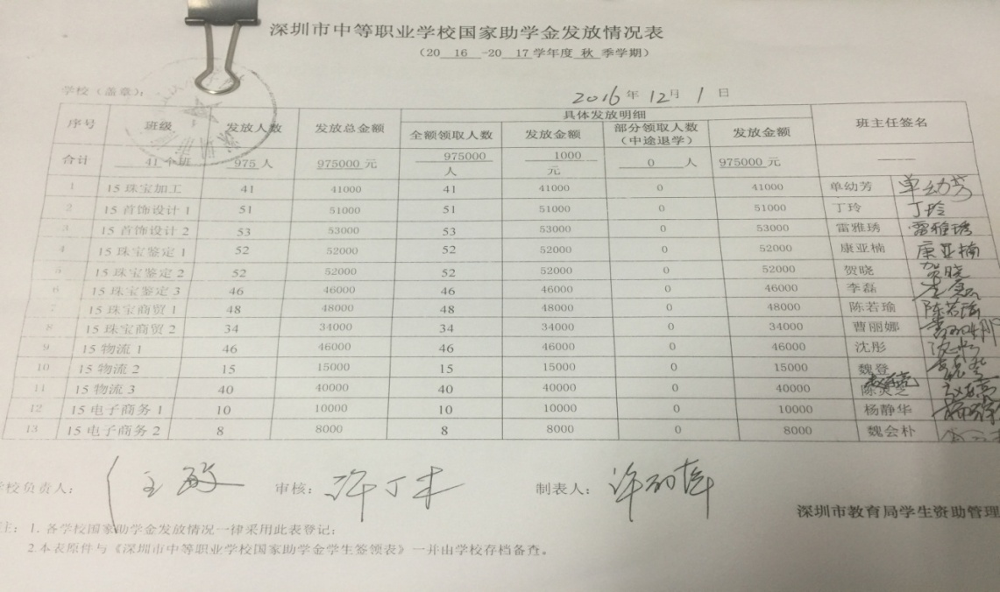 深圳市中等职业学校国家助学金发放情况表
（20 16 -20 17 学年度 秋 季学期）
学校（盖章）： 2016年 12月 1 日
序号 班级 发放人数 发放总金额 具体发放明细 班主任签名
全额领取人数 发放金额 部分领取人数（中途退学） 发放金额
合计 41 个班 975 人 975000 元 975000 人 1000 元 0 人 975000 元 ——
1 15 珠宝加工 41 41000 41 41000 0 41000 单幼芳 单幼芳
2 15 首饰设计 1 51 51000 51 51000 0 51000 丁玲 丁玲
3 15 首饰设计 2 53 53000 53 53000 0 53000 雷雅琇 雷雅琇
4 15 珠宝鉴定 1 52 52000 52 52000 0 52000 康亚楠 康亚楠
5 15 珠宝鉴定 2 52 52000 52 52000 0 52000 贺晓 贺晓
6 15 珠宝鉴定 3 46 46000 46 46000 0 46000 李磊
7 15 珠宝商贸 1 48 48000 48 48000 0 48000 陈若瑜 陈若瑜
8 15 珠宝商贸 2 34 34000 34 34000 0 34000 曹丽娜
9 15 物流 1 46 46000 46 46000 0 46000 沈彤
10 15 物流 2 15 15000 15 15000 0 15000 魏登
11 15 物流 3 40 40000 40 40000 0 40000
12 15 电子商务 1 10 10000 10 10000 0 10000 杨静华
13 15 电子商务 2 8 8000 8 8000 0 8000 魏会朴
学校负责人： 审核： 制表人：
深圳市教育局学生资助管理
注：1. 各学校国家助学金发放情况一律采用此表登记；
2.本表原件与《深圳市中等职业学校国家助学金学生签领表》一并由学校存档备查。